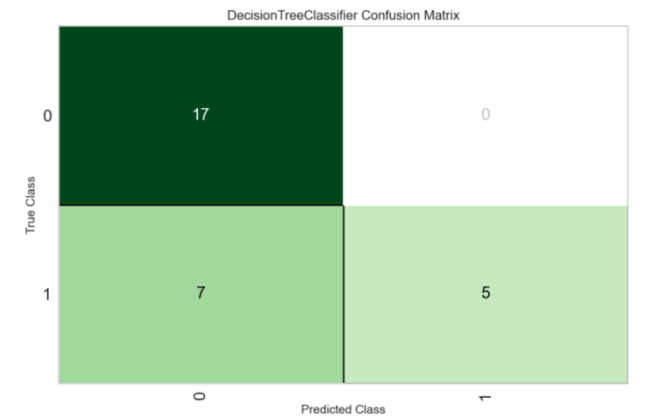 DecisionTreeClassifier Confusion Matrix
0
17
0
True Class
1
7
5
0
1
Predicted Class